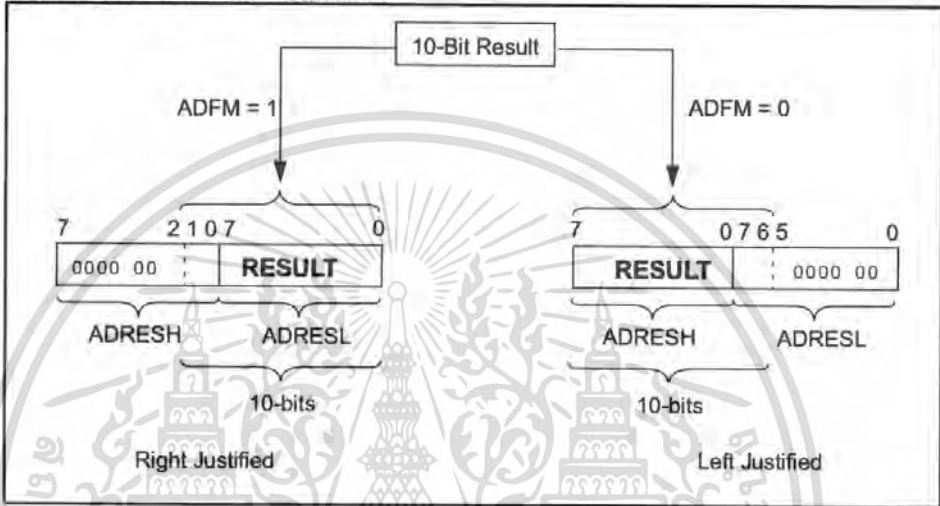 10-Bit Result
ADFM = 1
ADFM = 0
7 2 1 0 7 0
7 0 7 6 5 0
0000 00 RESULT
RESULT 0000 00
ADRESH ADRESL
ADRESH ADRESL
10-bits
10-bits
Right Justified
Left Justified